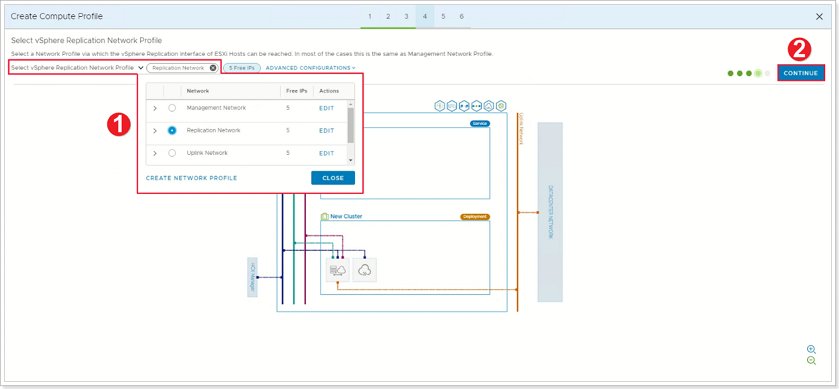 Create Compute Profile
1 2 3 4 5 6
Select vSphere Replication Network Profile
Select a Network Profile via which the vSphere Replication interface of ESXi Hosts can be reached. In most of the cases this is the same as Management Network Profile.
Select vSphere Replication Network Profile Replication Network 5 Free IPs ADVANCED CONFIGURATIONS
2
CONTINUE
1
Network Free IPs Actions
Management Network 5 EDIT
Replication Network 5 EDIT
Uplink Network 5 EDIT
CREATE NETWORK PROFILE CLOSE
Service
Uplink Network
DATACENTER NETWORK
New Cluster Deployment
HCX Manager